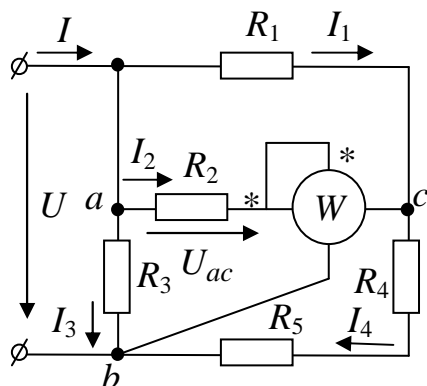 I R₁ I₁
I₂ R₂ * *
U a W c
Uₐc
R₃ R₄
I₃ R₅ I₄
b